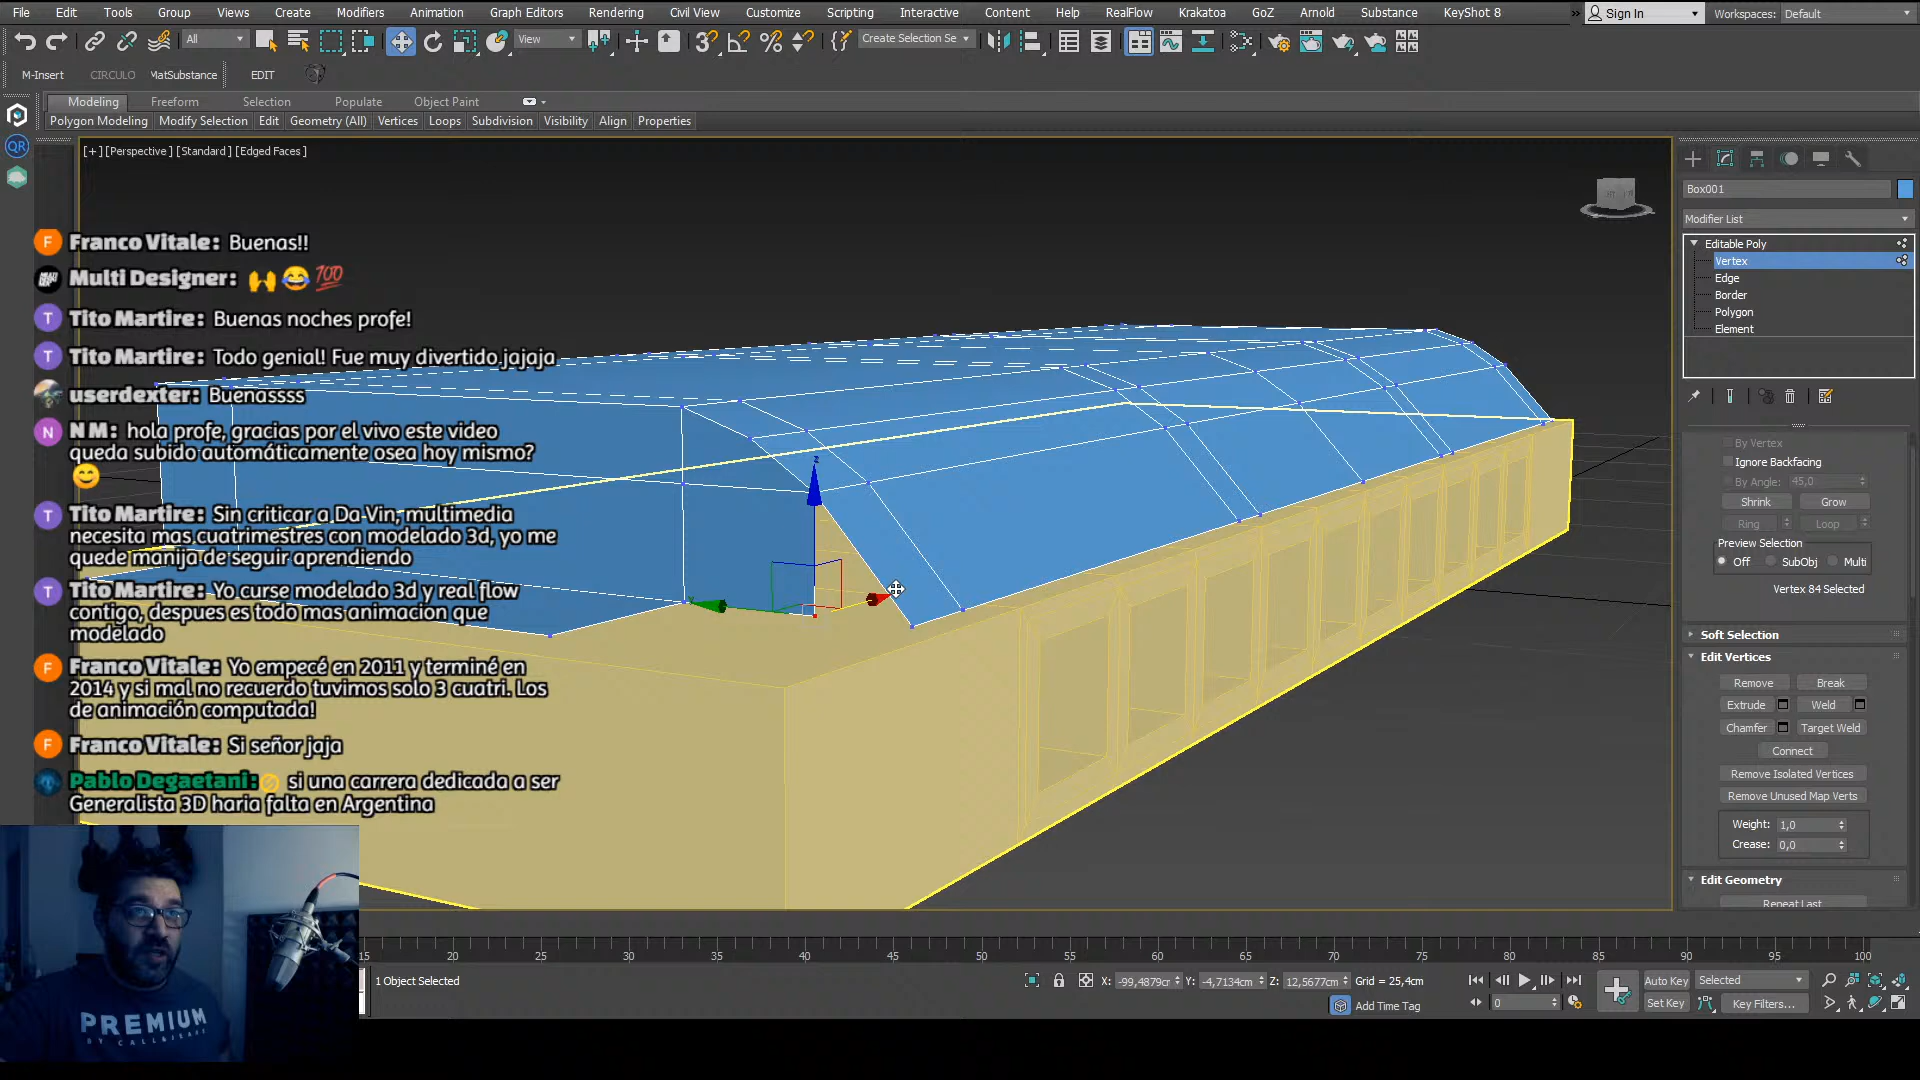 File Edit Tools Group Views Create Modifiers Animation Graph Editors Rendering Civil View Customize Scripting Interactive Content Help RealFlow Krakatoa GoZ Arnold Substance KeyShot 8 Sign In Workspaces: Default
All View Create Selection Se
M-Insert CIRCULO MatSubstance EDIT
Modeling Freeform Selection Populate Object Paint
Polygon Modeling Modify Selection Edit Geometry (All) Vertices Loops Subdivision Visibility Align Properties
QR
[+] [Perspective] [Standard] [Edged Faces]
Box001
Modifier List
Editable Poly
Vertex
Edge
Border
Polygon
Element
By Vertex
Ignore Backfacing
By Angle: 45,0
Shrink Grow
Ring Loop
Preview Selection
Off SubObj Multi
Vertex 84 Selected
Soft Selection
Edit Vertices
Remove Break
Extrude Weld
Chamfer Target Weld
Connect
Remove Isolated Vertices
Remove Unused Map Verts
Weight: 1,0
Crease: 0,0
Edit Geometry
Repeat Last
F Franco Vitale: Buenas!!
Multi Designer: 🙌😂💯
T Tito Martire: Buenas noches profe!
T Tito Martire: Todo genial! Fue muy divertido jajaja
userdexter: Buenassss
N N M: hola profe, gracias por el vivo este video
queda subido automáticamente osea hoy mismo?
😊
T Tito Martire: Sin criticar a Da Vin, multimedia
necesita mas cuatrimestres con modelado 3d, yo me
quede manija de seguir aprendiendo
T Tito Martire: Yo curse modelado 3d y real flow
contigo, despues es todo mas animacion que
modelado
F Franco Vitale: Yo empecé en 2011 y terminé en
2014 y si mal no recuerdo tuvimos solo 3 cuatri. Los
de animación computada!
F Franco Vitale: Si señor jaja
Pablo Degaetani: si una carrera dedicada a ser
Generalista 3D haria falta en Argentina
z
PREMIUM
15 20 25 30 35 40 45 50 55 60 65 70 75 80 85 90 95 100
1 Object Selected X: -99,4879cr Y: -4,7134cm Z: 12,5677cm Grid = 25,4cm Auto Key Selected
Add Time Tag 0 Set Key Key Filters...